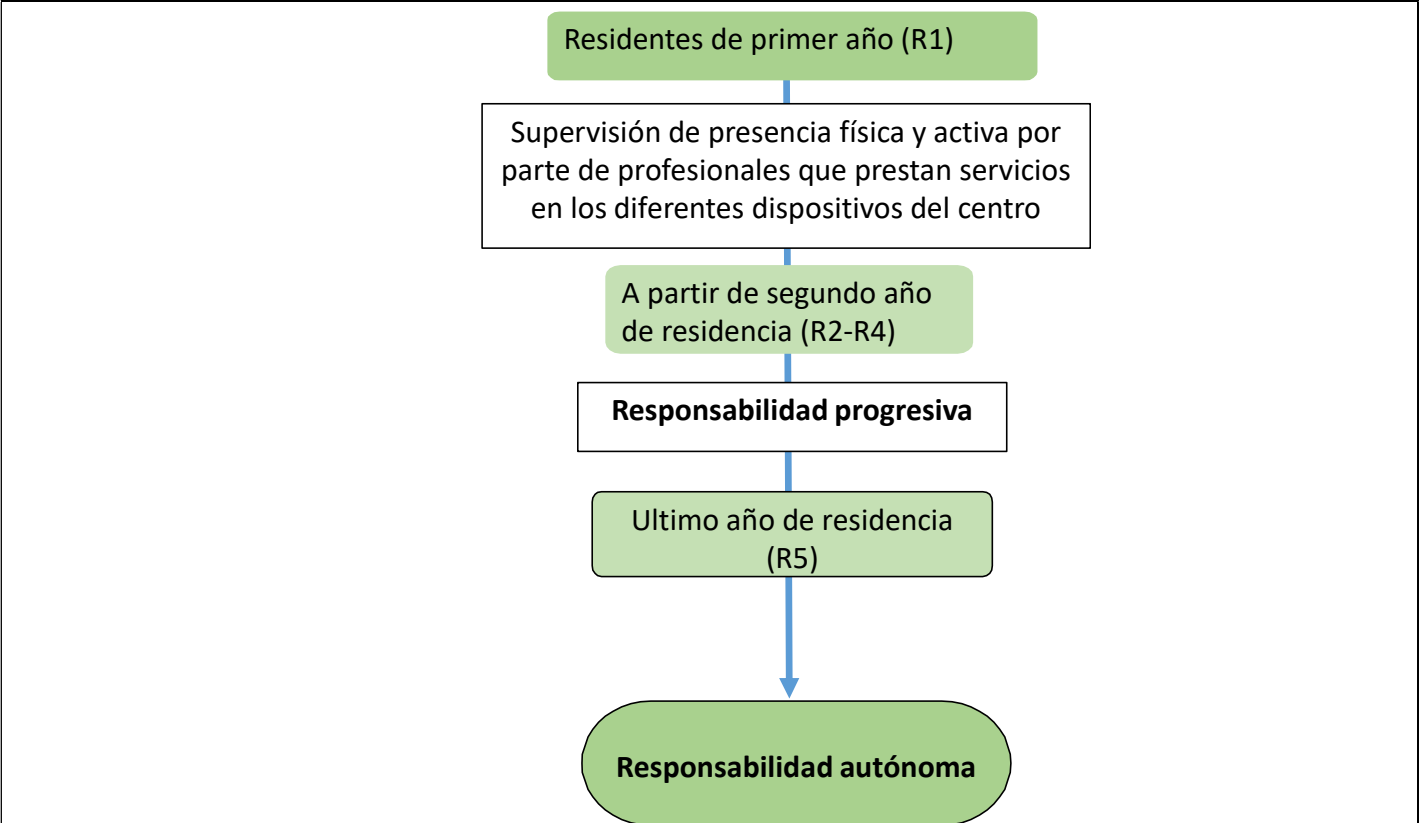 Residentes de primer año (R1)
Supervisión de presencia física y activa por
parte de profesionales que prestan servicios
en los diferentes dispositivos del centro
A partir de segundo año
de residencia (R2-R4)
Responsabilidad progresiva
Ultimo año de residencia
(R5)
Responsabilidad autónoma